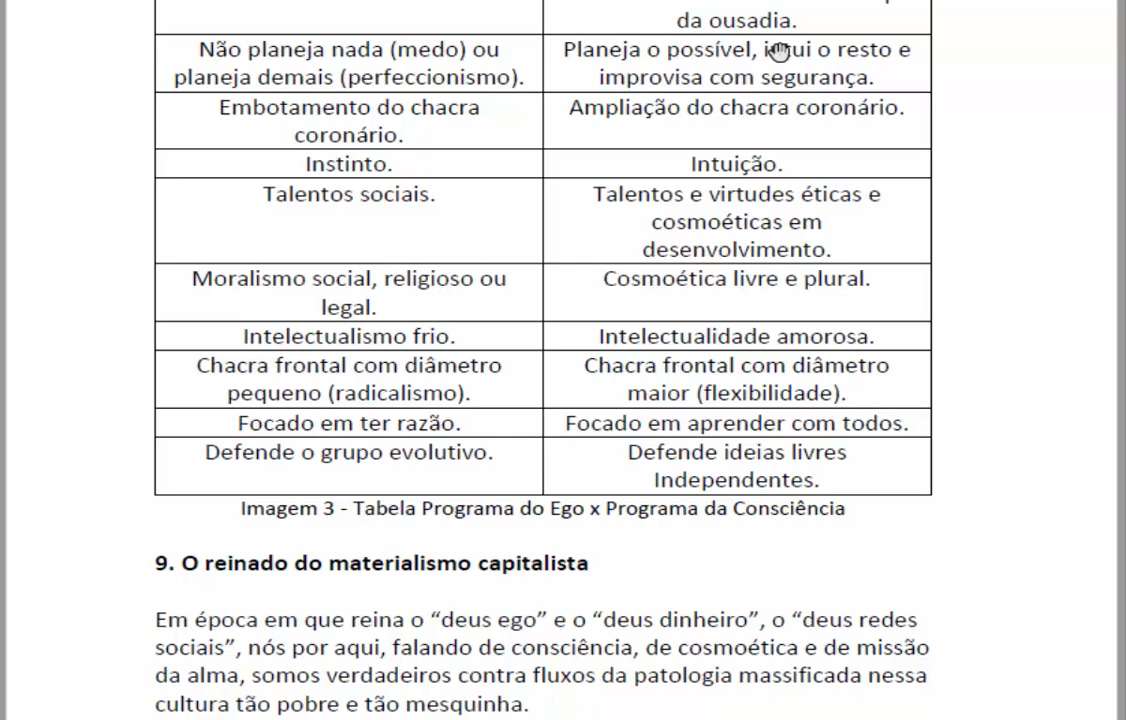 da ousadia.
Não planeja nada (medo) ou
planeja demais (perfeccionismo).
Planeja o possível, o resto e
improvisa com segurança.
Embotamento do chacra
coronário.
Ampliação do chacra coronário.
Instinto.
Intuição.
Talentos sociais.
Talentos e virtudes éticas e
cosmoéticas em
desenvolvimento.
Moralismo social, religioso ou
legal.
Cosmoética livre e plural.
Intelectualismo frio.
Intelectualidade amorosa.
Chacra frontal com diâmetro
pequeno (radicalismo).
Chacra frontal com diâmetro
maior (flexibilidade).
Focado em ter razão.
Focado em aprender com todos.
Defende o grupo evolutivo.
Defende ideias livres
Independentes.
Imagem 3 - Tabela Programa do Ego x Programa da Consciência
9. O reinado do materialismo capitalista
Em época em que reina o “deus ego” e o “deus dinheiro”, o “deus redes
sociais”, nós por aqui, falando de consciência, de cosmoética e de missão
da alma, somos verdadeiros contra fluxos da patologia massificada nessa
cultura tão pobre e tão mesquinha.